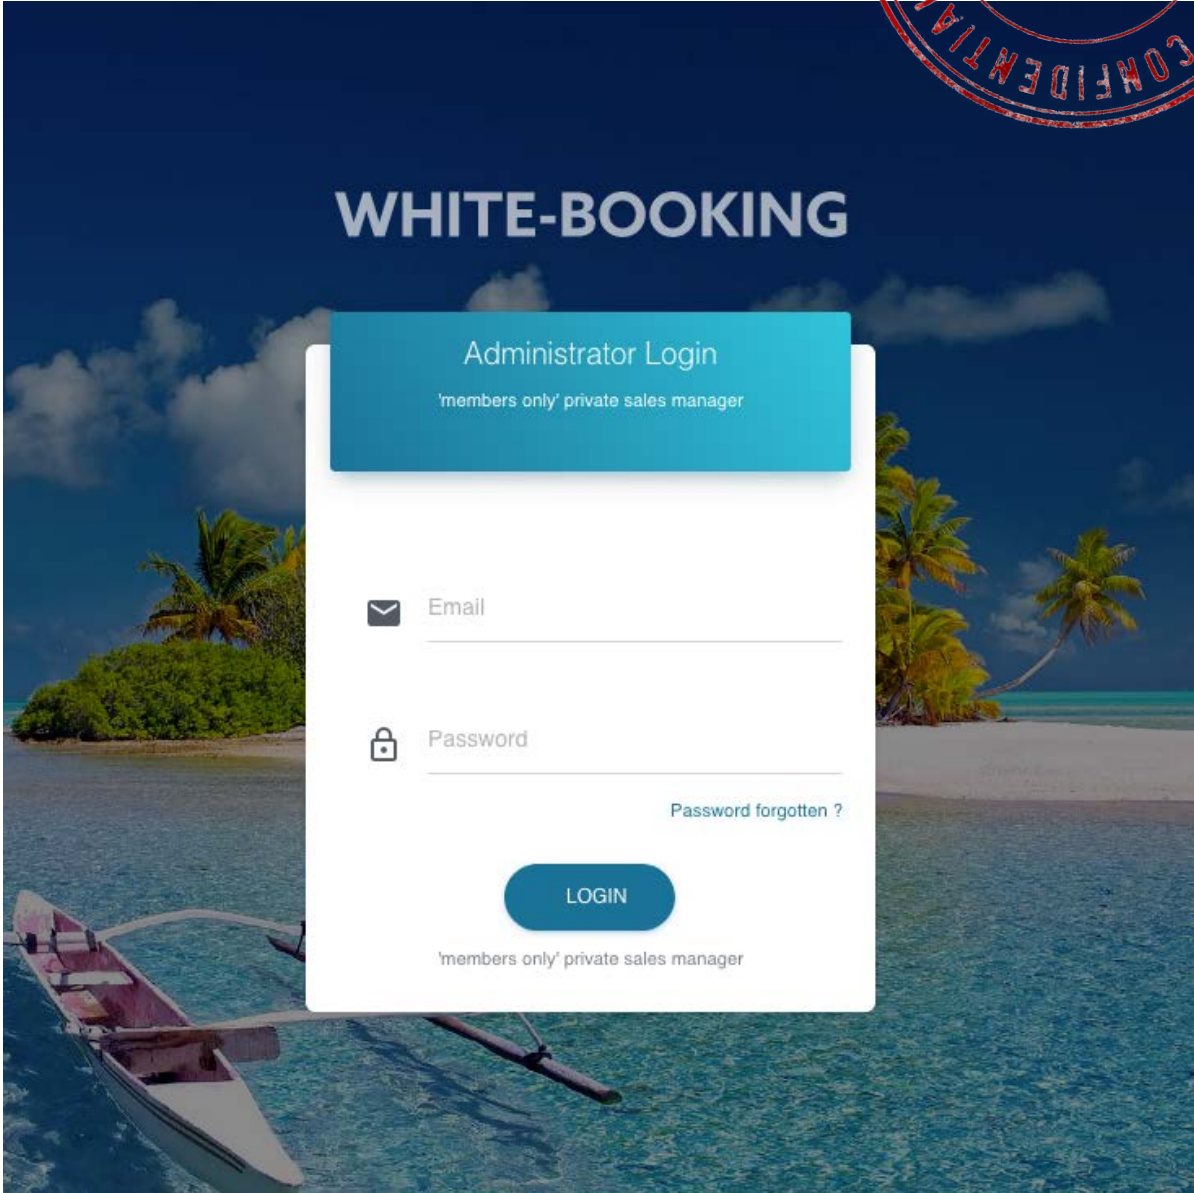 CONFIDENTIAL
WHITE-BOOKING
Administrator Login
'members only' private sales manager
Email
Password
Password forgotten ?
LOGIN
'members only' private sales manager